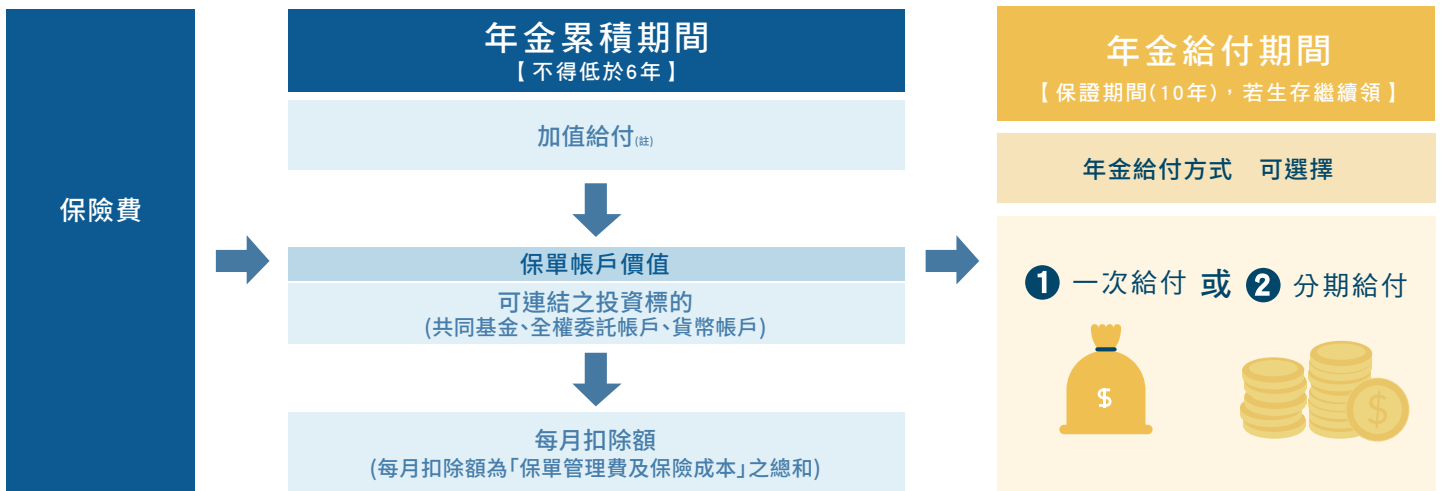 保險費
年金累積期間
【不得低於6年】
加值給付(註)
保單帳戶價值
可連結之投資標的
(共同基金、全權委託帳戶、貨幣帳戶)
每月扣除額
(每月扣除額為「保單管理費及保險成本」之總和)
年金給付期間
【保證期間(10年),若生存繼續領】
年金給付方式 可選擇
1 一次給付 或 2 分期給付
$
$